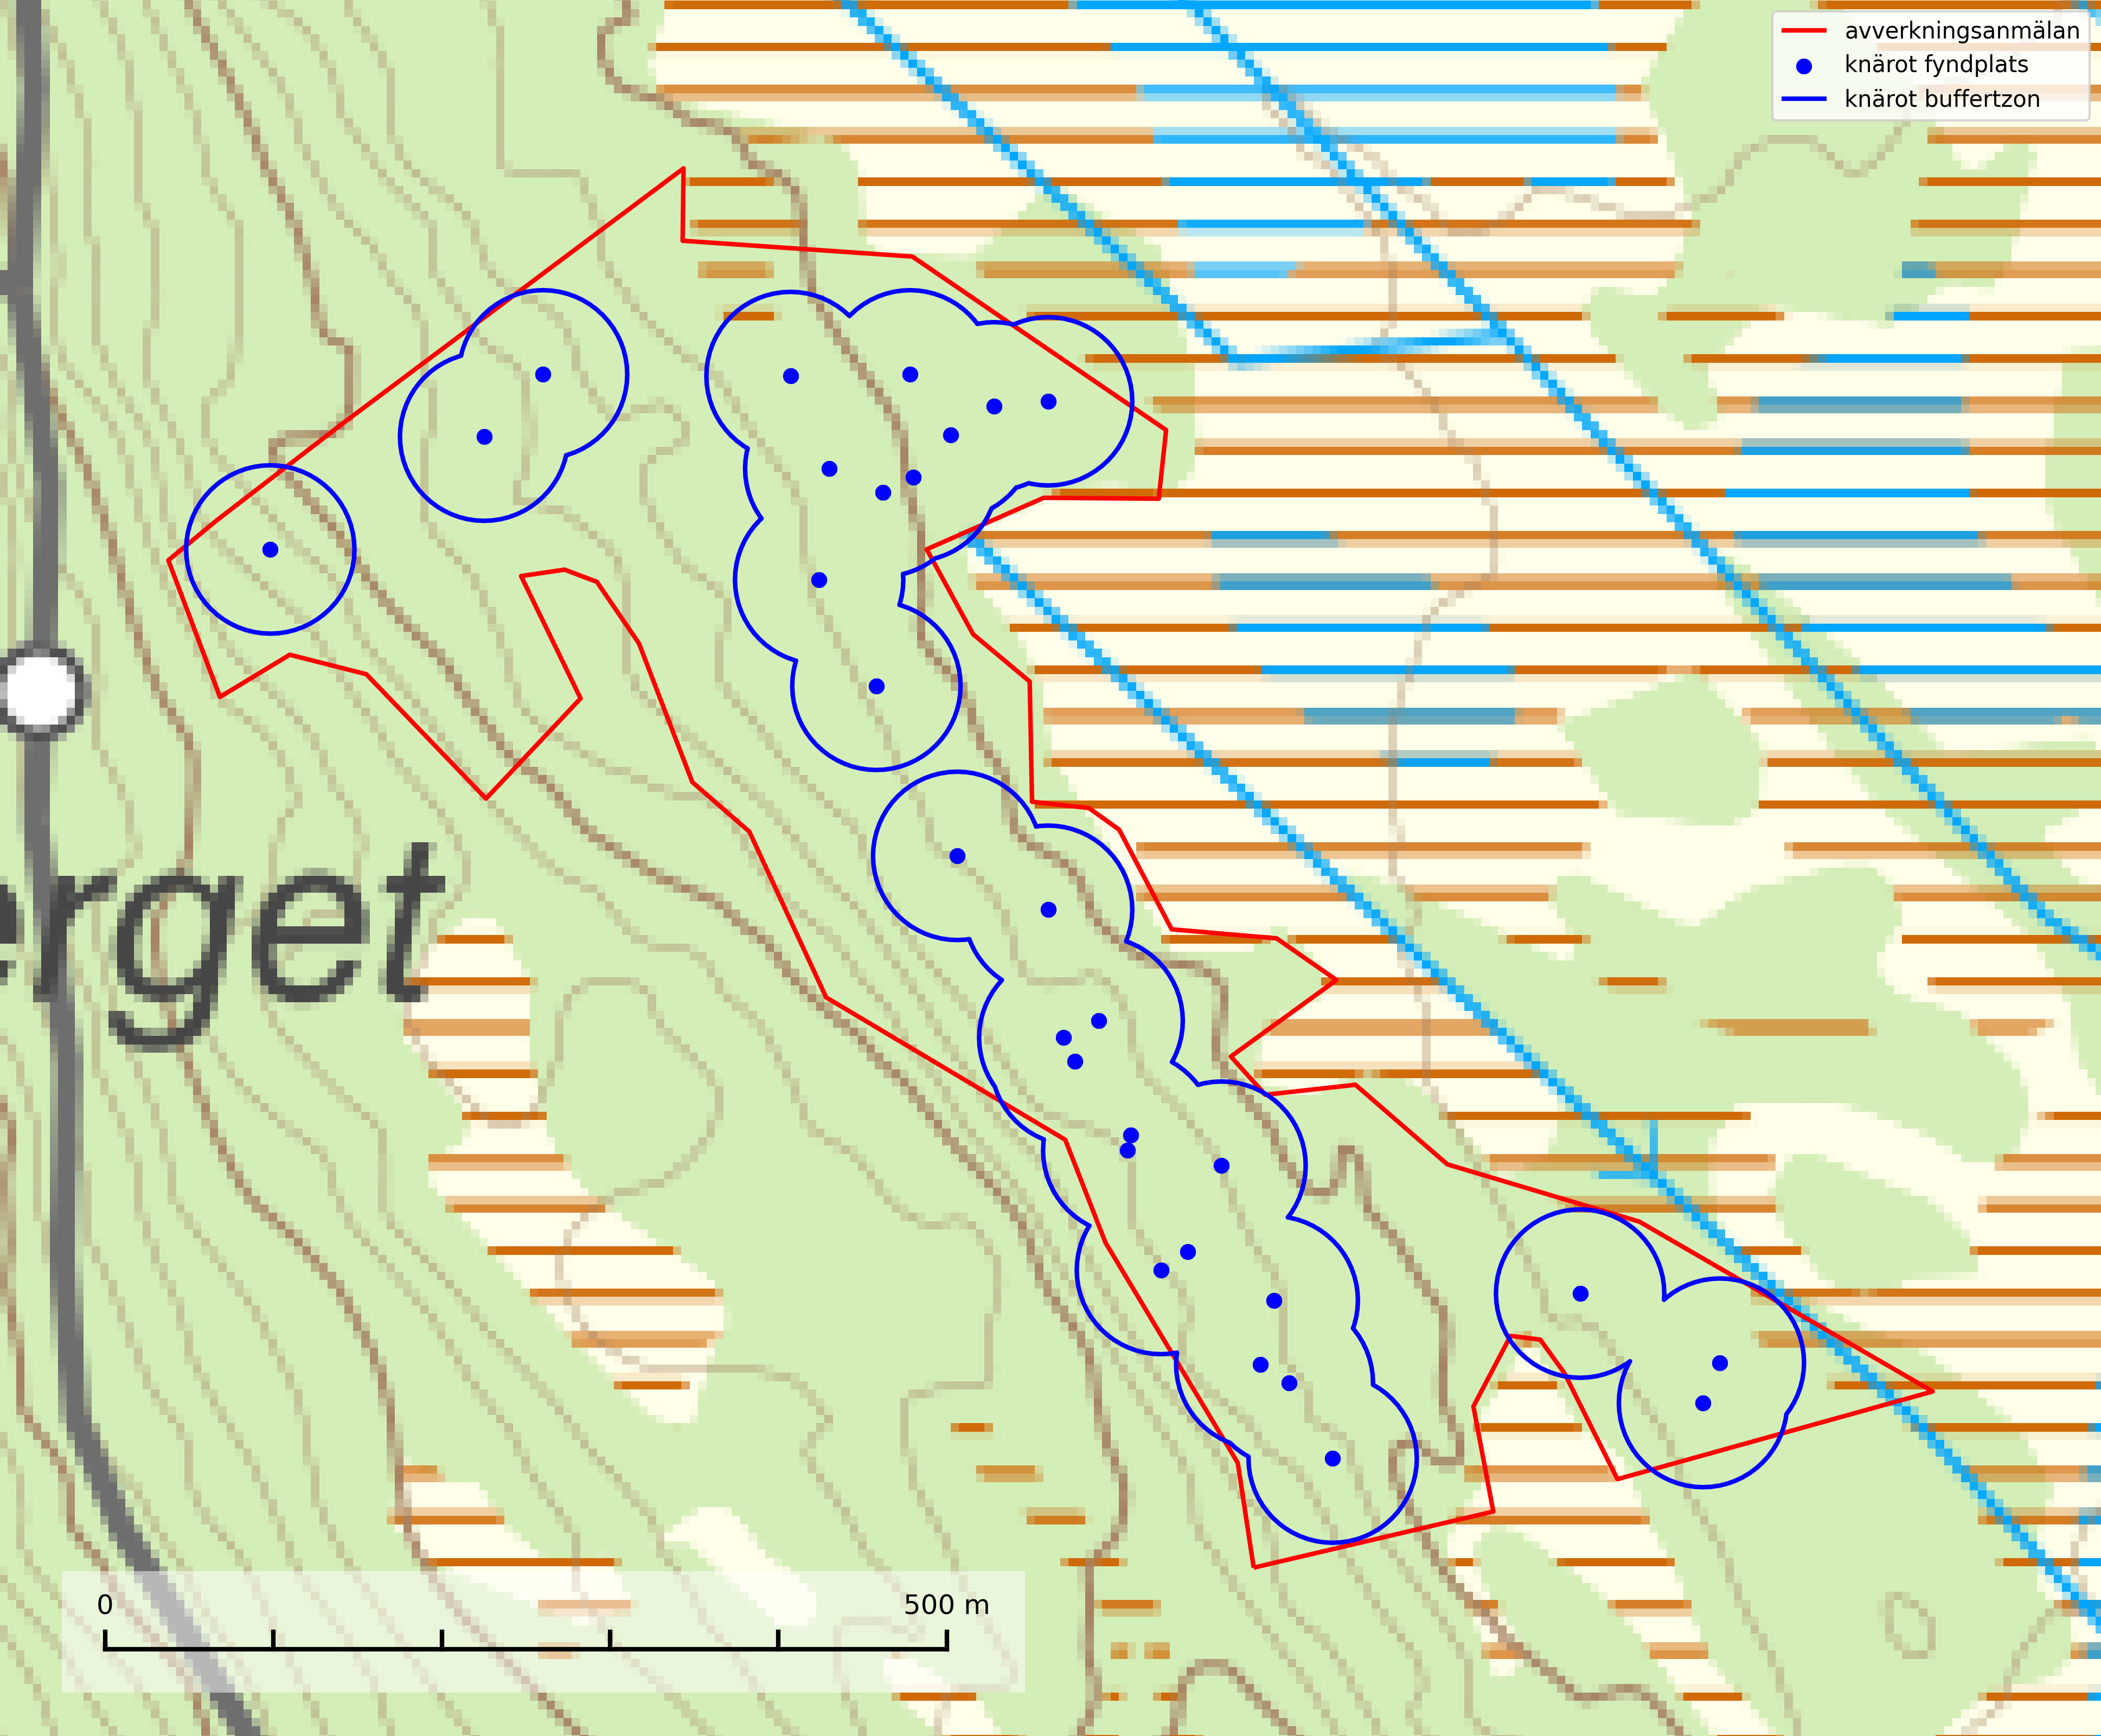 avverkningsanmälan
knärot fyndplats
knärot buffertzon
erget
0 500 m